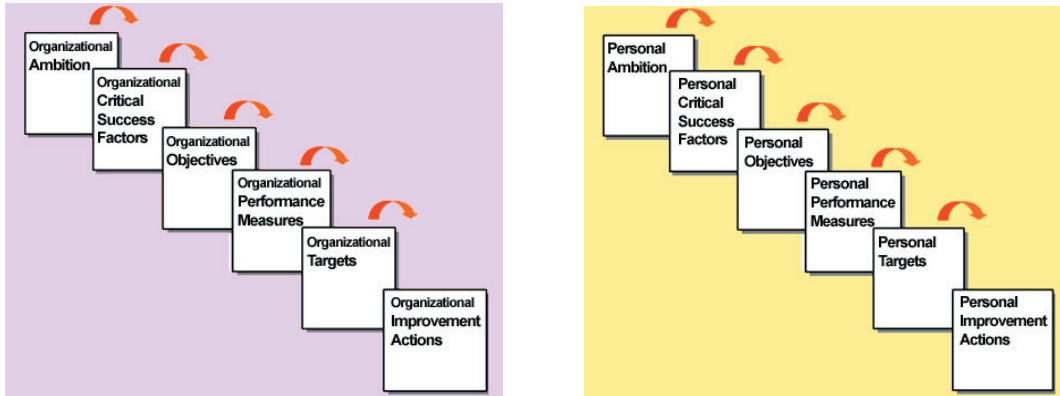 Organizational
Ambition
Organizational
Critical
Success
Factors
Organizational
Objectives
Organizational
Performance
Measures
Organizational
Targets
Organizational
Improvement
Actions
Personal
Ambition
Personal
Critical
Success
Factors
Personal
Objectives
Personal
Performance
Measures
Personal
Targets
Personal
Improvement
Actions